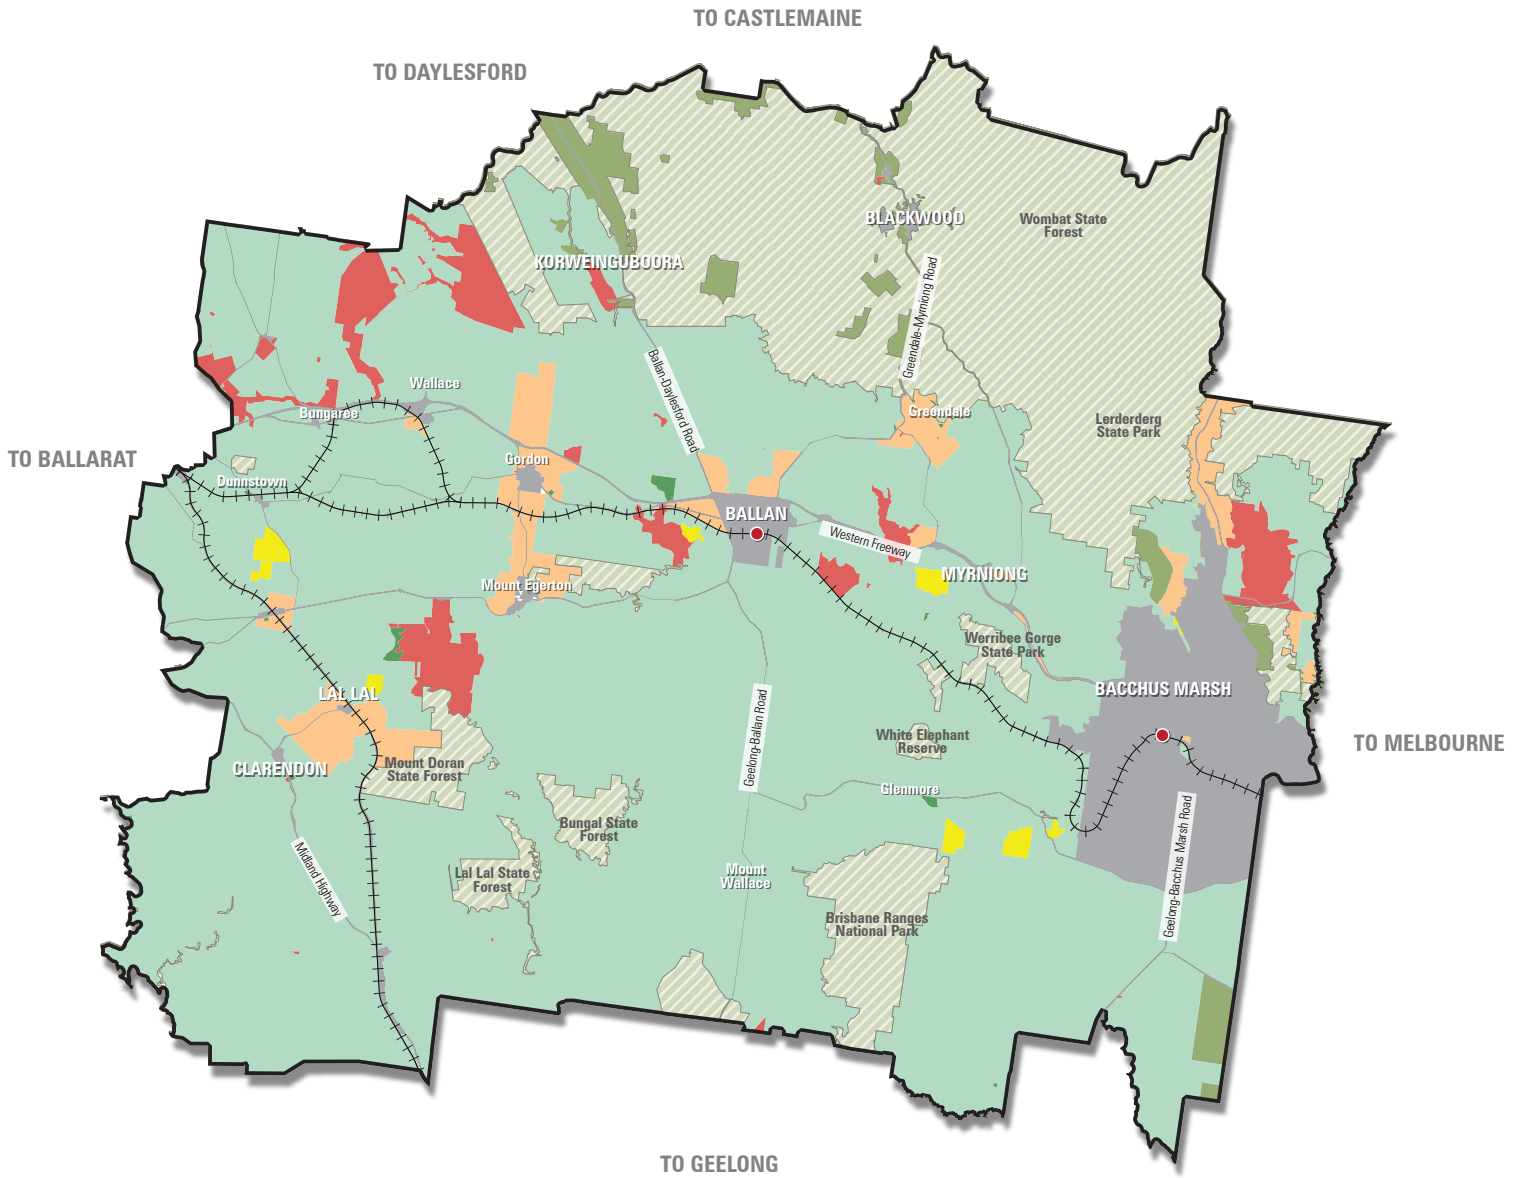 TO CASTLEMAINE
TO DAYLESFORD
BLACKWOOD
Wombat State
Forest
KORWEINGUBOORA
Greendale-Myrniong Road
Ballan-Daylesford Road
Wallace
Bungaree
Greendale
Lerderderg
State Park
TO BALLARAT
Gordon
Dunnstown
BALLAN
Western Freeway
MYRNIONG
Mount Egerton
Werribee Gorge
State Park
LAL LAL
BACCHUS MARSH
Geelong-Ballan Road
White Elephant
Reserve
TO MELBOURNE
CLARENDON
Mount Doran
State Forest
Glenmore
Bungal State
Forest
Geelong-Bacchus Marsh Road
Midland Highway
Lal Lal State
Forest
Mount
Wallace
Brisbane Ranges
National Park
TO GEELONG